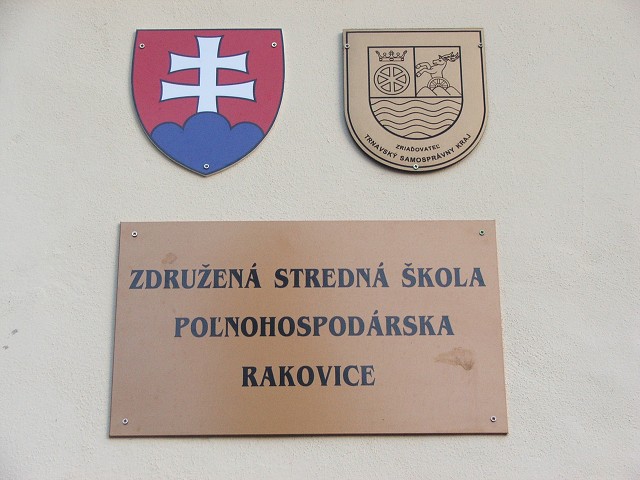 ZRIAĎOVATEĽ
TRNAVSKÝ SAMOSPRÁVNY KRAJ
ZDRUŽENÁ STREDNÁ ŠKOLA
POĽNOHOSPODÁRSKA
RAKOVICE